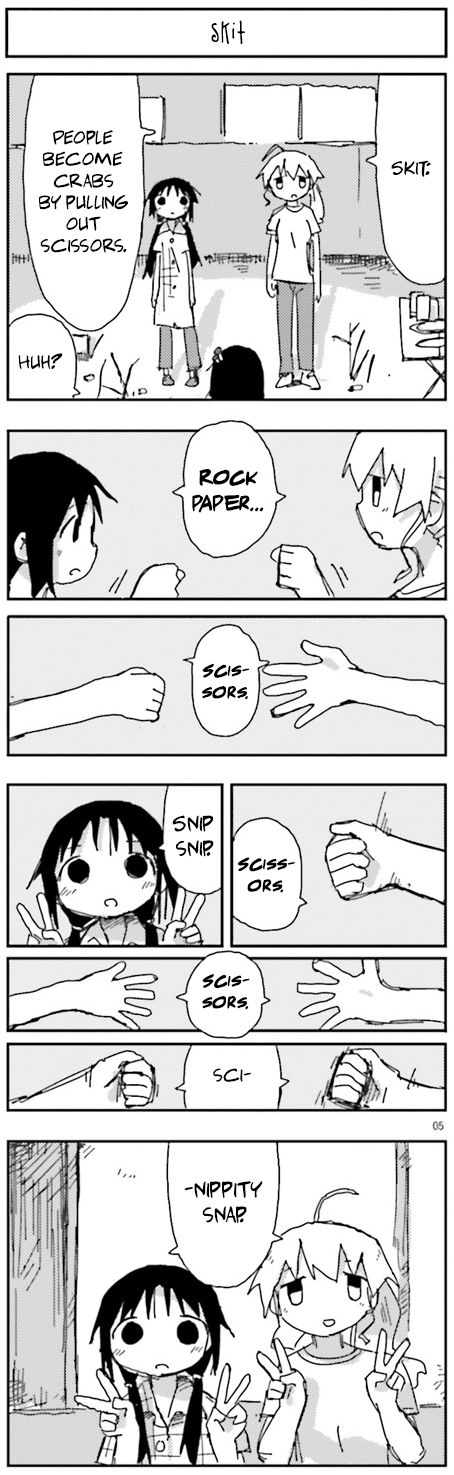 SKIT
SKIT:
PEOPLE
BECOME
CRABS
BY PULLING
OUT
SCISSORS.
HUH?
ROCK
PAPER...
SCIS-
SORS.
SCISS-
ORS.
SNIP
SNIP.
SCIS-
SORS.
SCI-
05
-NIPPITY
SNAP.
...